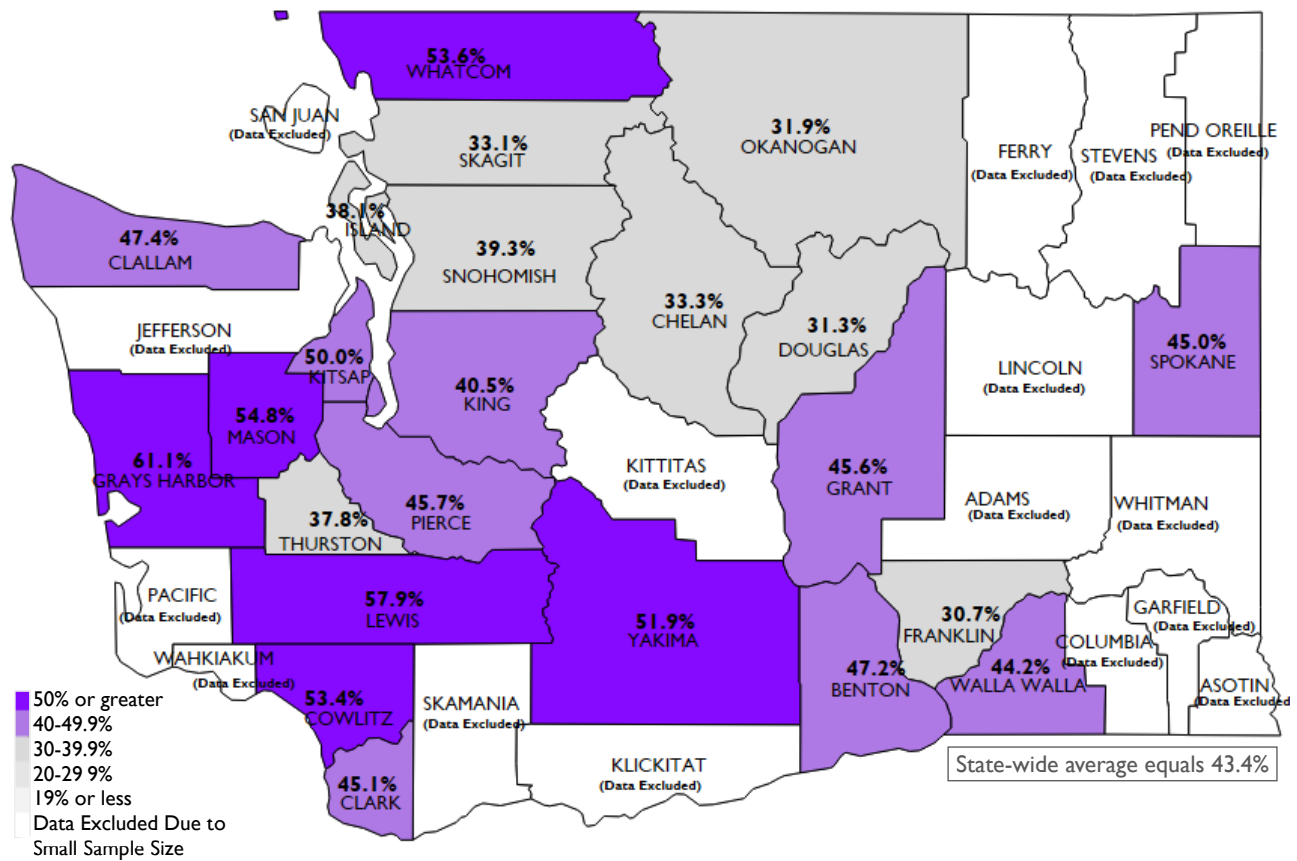 53.6%
WHATCOM
SAN JUAN
(Data Excluded)
33.1%
SKAGIT
31.9%
OKANOGAN
FERRY
(Data Excluded)
STEVENS
(Data Excluded)
PEND OREILLE
(Data Excluded)
38.1%
ISLAND
47.4%
CLALLAM
39.3%
SNOHOMISH
33.3%
CHELAN
31.3%
DOUGLAS
JEFFERSON
(Data Excluded)
50.0%
KITSAP
40.5%
KING
LINCOLN
(Data Excluded)
45.0%
SPOKANE
54.8%
MASON
61.1%
GRAYS HARBOR
KITTITAS
(Data Excluded)
45.6%
GRANT
ADAMS
(Data Excluded)
WHITMAN
(Data Excluded)
37.8%
THURSTON
45.7%
PIERCE
PACIFIC
(Data Excluded)
57.9%
LEWIS
51.9%
YAKIMA
30.7%
FRANKLIN
GARFIELD
(Data Excluded)
COLUMBIA
(Data Excluded)
WAHKIAKUM
(Data Excluded)
53.4%
COWLITZ
SKAMANIA
(Data Excluded)
47.2%
BENTON
44.2%
WALLA WALLA
ASOTIN
(Data Excluded)
45.1%
CLARK
KLICKITAT
(Data Excluded)
State-wide average equals 43.4%
50% or greater
40-49.9%
30-39.9%
20-29 9%
19% or less
Data Excluded Due to
Small Sample Size